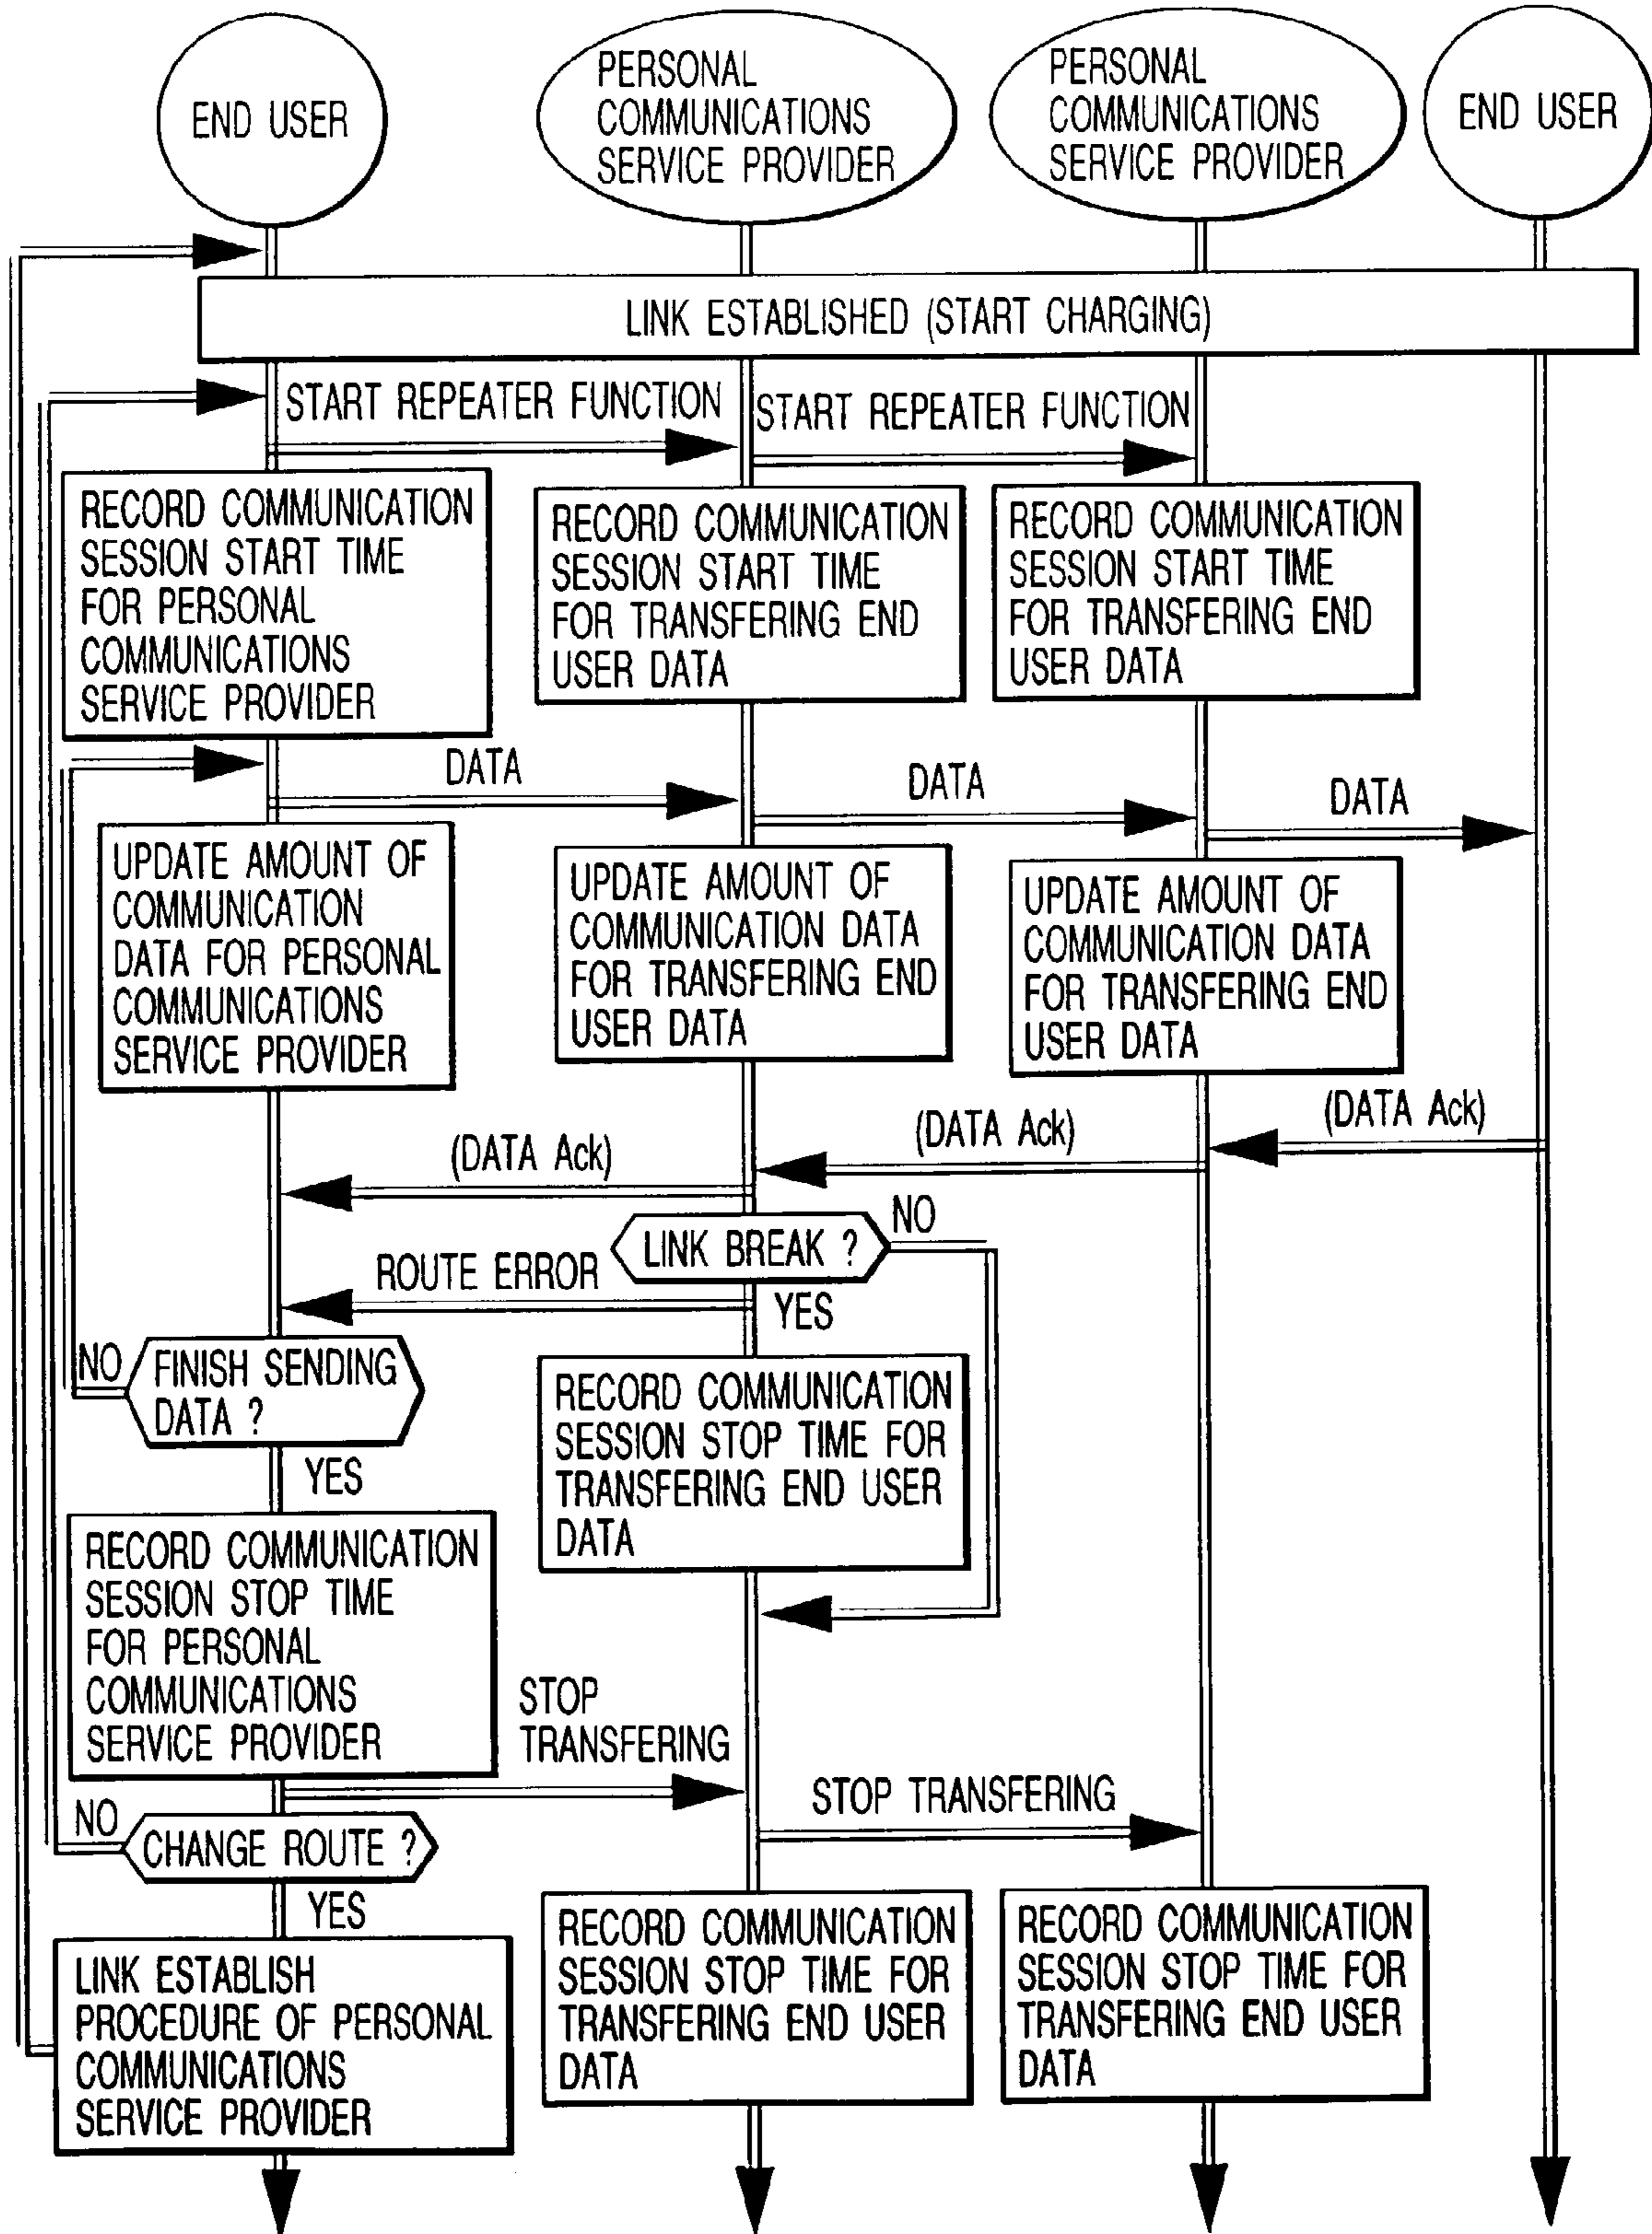 END USER
PERSONAL
COMMUNICATIONS
SERVICE PROVIDER
PERSONAL
COMMUNICATIONS
SERVICE PROVIDER
END USER
LINK ESTABLISHED (START CHARGING)
START REPEATER FUNCTION
START REPEATER FUNCTION
RECORD COMMUNICATION
SESSION START TIME
FOR PERSONAL
COMMUNICATIONS
SERVICE PROVIDER
RECORD COMMUNICATION
SESSION START TIME
FOR TRANSFERING END
USER DATA
RECORD COMMUNICATION
SESSION START TIME
FOR TRANSFERING END
USER DATA
DATA
DATA
DATA
UPDATE AMOUNT OF
COMMUNICATION
DATA FOR PERSONAL
COMMUNICATIONS
SERVICE PROVIDER
UPDATE AMOUNT OF
COMMUNICATION DATA
FOR TRANSFERING END
USER DATA
UPDATE AMOUNT OF
COMMUNICATION DATA
FOR TRANSFERING END
USER DATA
(DATA Ack)
(DATA Ack)
(DATA Ack)
LINK BREAK ?
NO
ROUTE ERROR
YES
NO
FINISH SENDING
DATA ?
YES
RECORD COMMUNICATION
SESSION STOP TIME FOR
TRANSFERING END USER
DATA
RECORD COMMUNICATION
SESSION STOP TIME
FOR PERSONAL
COMMUNICATIONS
SERVICE PROVIDER
STOP
TRANSFERING
STOP TRANSFERING
NO
CHANGE ROUTE ?
YES
LINK ESTABLISH
PROCEDURE OF PERSONAL
COMMUNICATIONS
SERVICE PROVIDER
RECORD COMMUNICATION
SESSION STOP TIME FOR
TRANSFERING END USER
DATA
RECORD COMMUNICATION
SESSION STOP TIME FOR
TRANSFERING END USER
DATA